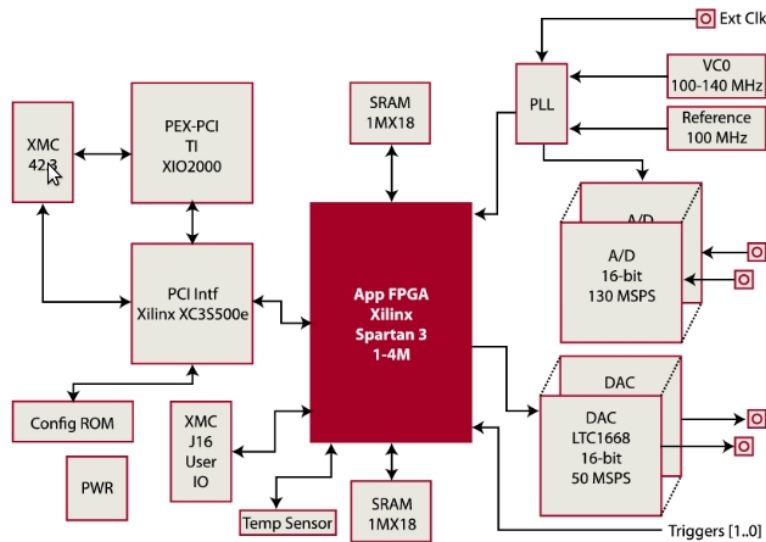 Ext Clk
VC0
100-140 MHz
PLL
Reference
100 MHz
SRAM
1MX18
PEX-PCI
TI
XIO2000
XMC
A/D
A/D
16-bit
130 MSPS
PCI Intf
Xilinx XC3S500e
App FPGA
Xilinx
Spartan 3
1-4M
DAC
DAC
LTC1668
16-bit
50 MSPS
Config ROM
XMC
J16
User
IO
PWR
SRAM
1MX18
Temp Sensor
Triggers [1..0]